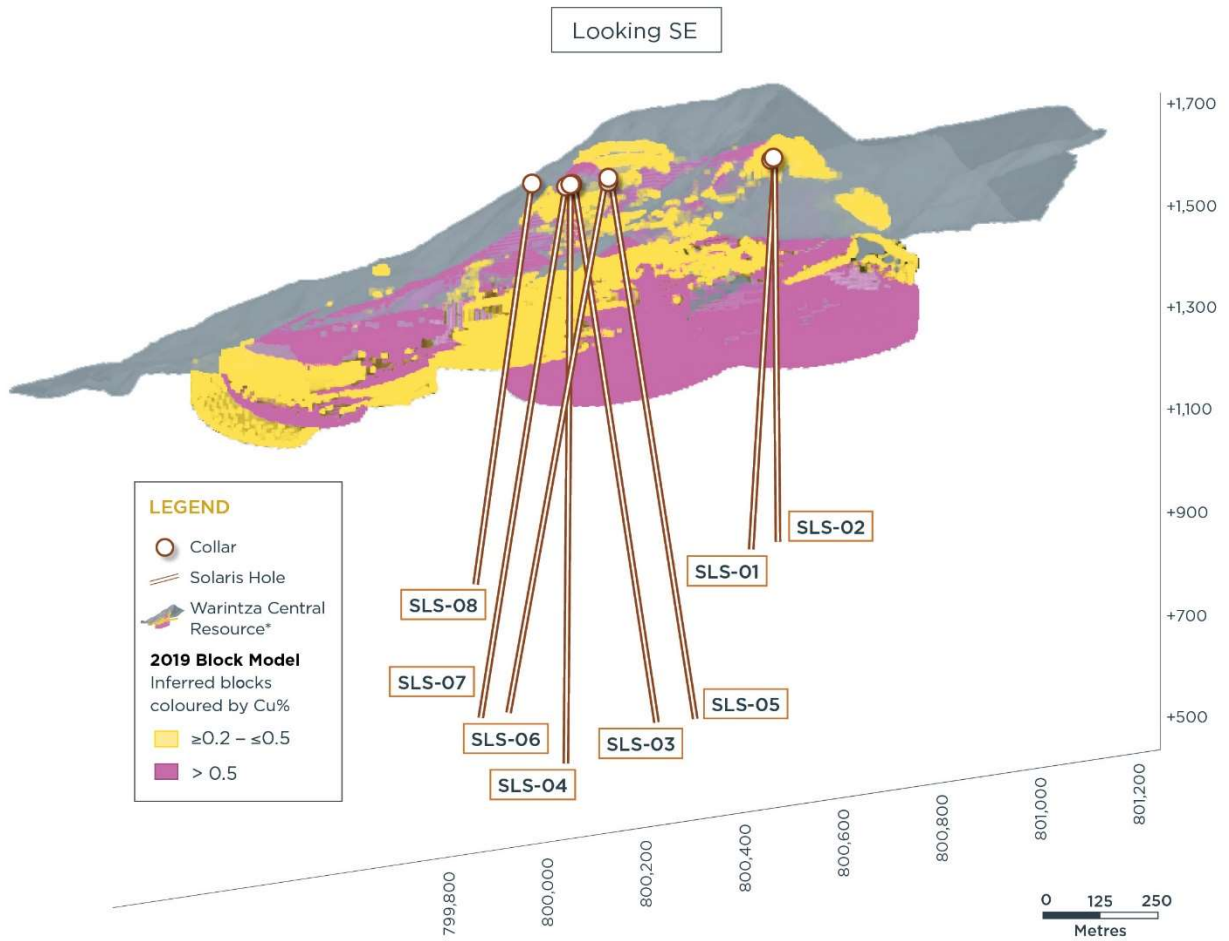 Looking SE
+1,700
+1,500
+1,300
+1,100
+900
+700
+500
SLS-02
SLS-01
SLS-08
SLS-07
SLS-06
SLS-04
SLS-03
SLS-05
LEGEND
Collar
Solaris Hole
Warintza Central
Resource*
2019 Block Model
Inferred blocks
coloured by Cu%
≥0.2 – ≤0.5
> 0.5
799,800
800,000
800,200
800,400
800,600
800,800
801,000
801,200
0 125 250
Metres